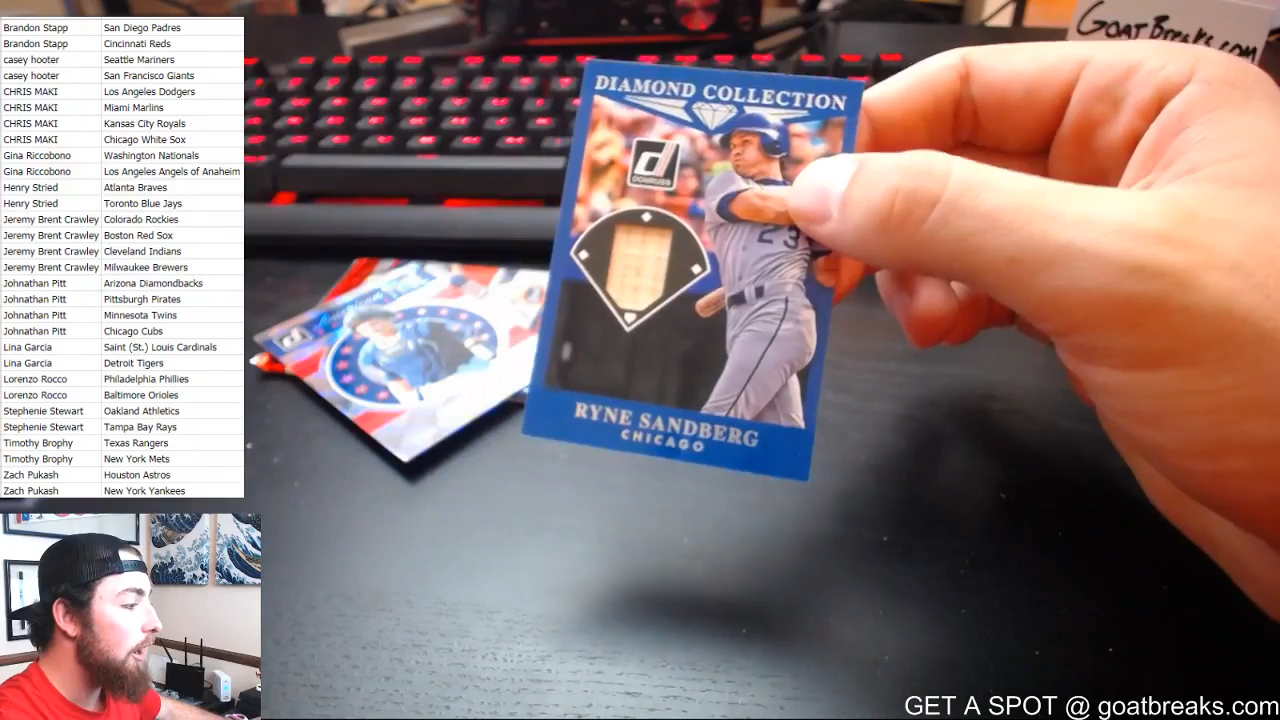 Brandon Stapp San Diego Padres
Brandon Stapp Cincinnati Reds
casey hooter Seattle Mariners
casey hooter San Francisco Giants
CHRIS MAKI Los Angeles Dodgers
CHRIS MAKI Miami Marlins
CHRIS MAKI Kansas City Royals
CHRIS MAKI Chicago White Sox
Gina Riccobono Washington Nationals
Gina Riccobono Los Angeles Angels of Anaheim
Henry Stried Atlanta Braves
Henry Stried Toronto Blue Jays
Jeremy Brent Crawley Colorado Rockies
Jeremy Brent Crawley Boston Red Sox
Jeremy Brent Crawley Cleveland Indians
Jeremy Brent Crawley Milwaukee Brewers
Johnathan Pitt Arizona Diamondbacks
Johnathan Pitt Pittsburgh Pirates
Johnathan Pitt Minnesota Twins
Johnathan Pitt Chicago Cubs
Lina Garcia Saint (St.) Louis Cardinals
Lina Garcia Detroit Tigers
Lorenzo Rocco Philadelphia Phillies
Lorenzo Rocco Baltimore Orioles
Stephenie Stewart Oakland Athletics
Stephenie Stewart Tampa Bay Rays
Timothy Brophy Texas Rangers
Timothy Brophy New York Mets
Zach Pukash Houston Astros
Zach Pukash New York Yankees
GOATBREAKS.COM
DIAMOND COLLECTION
d
DONRUSS
23
RYNE SANDBERG
CHICAGO
GET A SPOT @ goatbreaks.com